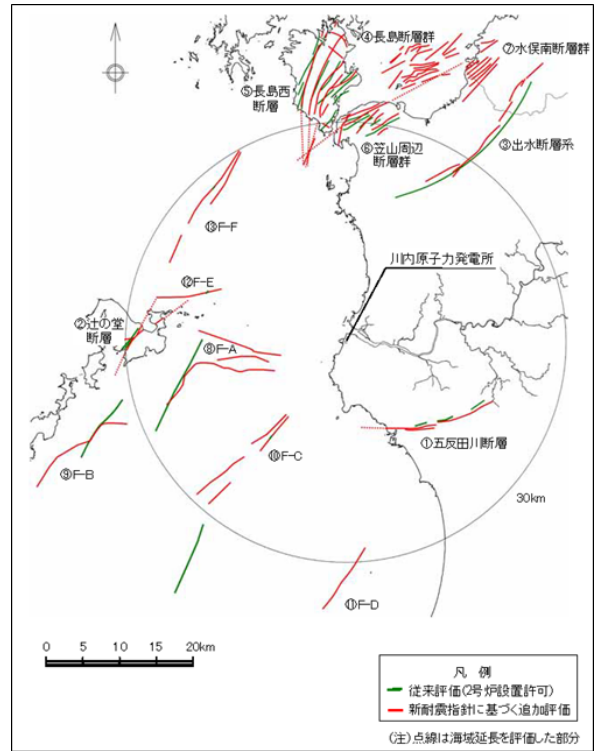 ④長島断層群
⑦水俣南断層群
⑤長島西
断層
③出水断層系
⑥笠山周辺
断層群
⑬F-F
川内原子力発電所
⑫F-E
②辻の堂
断層
⑧F-A
①五反田川断層
⑩F-C
⑨F-B
30km
⑪F-D
0 5 10 15 20km
凡 例
従来評価(2号炉設置許可)
新耐震指針に基づく追加評価
(注)点線は海域延長を評価した部分